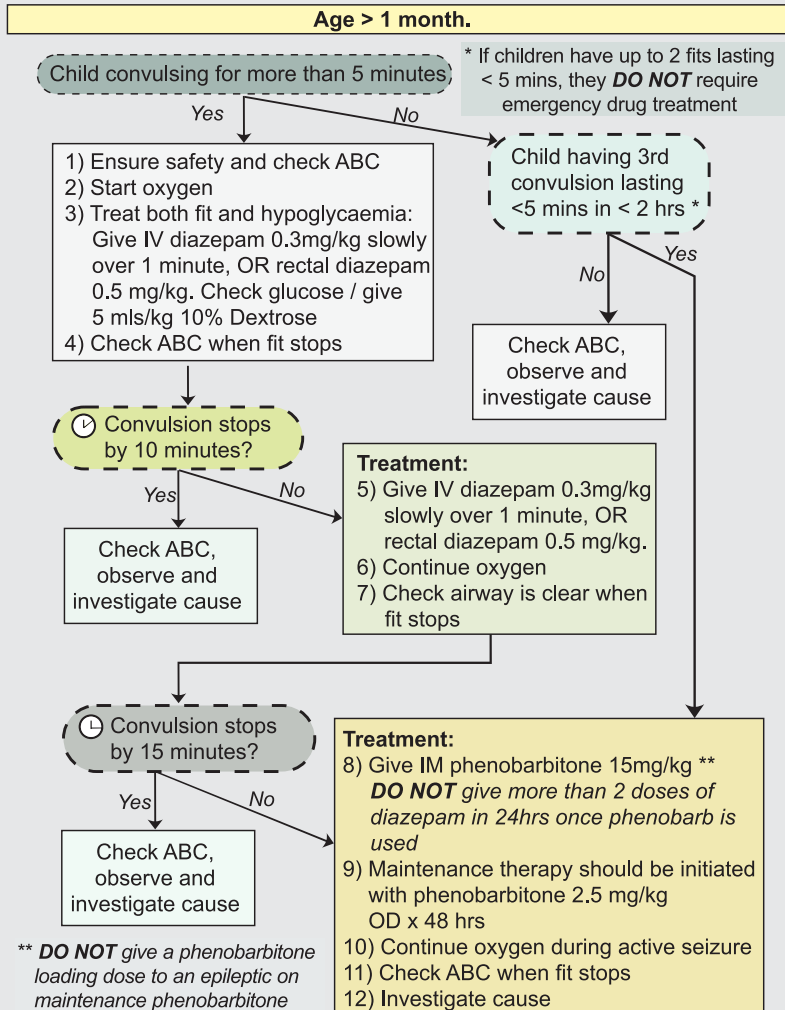 Age > 1 month.
Child convulsing for more than 5 minutes
* If children have up to 2 fits lasting
< 5 mins, they DO NOT require
emergency drug treatment
Yes
No
1) Ensure safety and check ABC
2) Start oxygen
3) Treat both fit and hypoglycaemia:
Give IV diazepam 0.3mg/kg slowly
over 1 minute, OR rectal diazepam
0.5 mg/kg. Check glucose / give
5 mls/kg 10% Dextrose
4) Check ABC when fit stops
Child having 3rd
convulsion lasting
<5 mins in < 2 hrs *
No
Yes
Check ABC,
observe and
investigate cause
Convulsion stops
by 10 minutes?
Yes
No
Check ABC,
observe and
investigate cause
Treatment:
5) Give IV diazepam 0.3mg/kg
slowly over 1 minute, OR
rectal diazepam 0.5 mg/kg.
6) Continue oxygen
7) Check airway is clear when
fit stops
Convulsion stops
by 15 minutes?
Yes
No
Check ABC,
observe and
investigate cause
Treatment:
8) Give IM phenobarbitone 15mg/kg **
DO NOT give more than 2 doses of
diazepam in 24hrs once phenobarb is
used
9) Maintenance therapy should be initiated
with phenobarbitone 2.5 mg/kg
OD x 48 hrs
10) Continue oxygen during active seizure
11) Check ABC when fit stops
12) Investigate cause
** DO NOT give a phenobarbitone
loading dose to an epileptic on
maintenance phenobarbitone